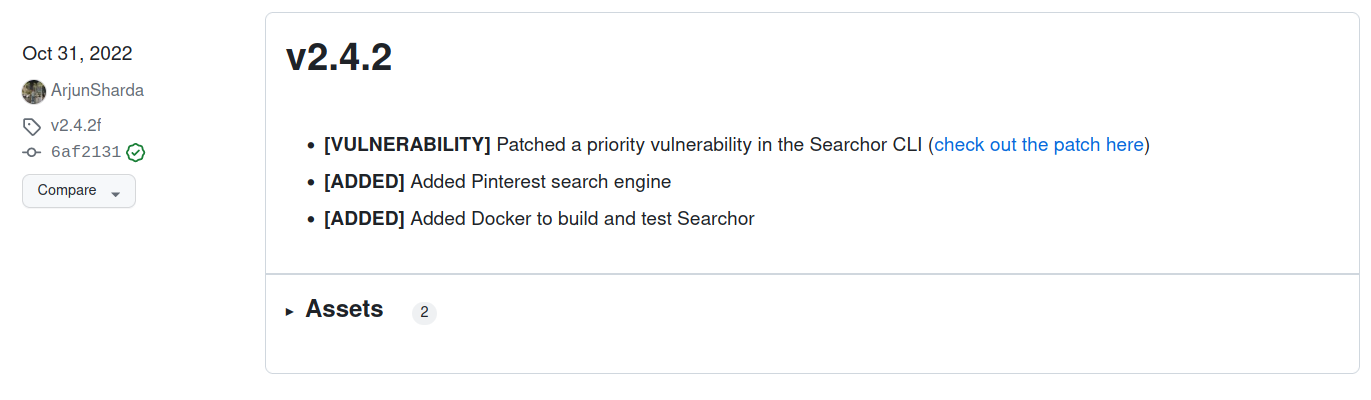 Oct 31, 2022
ArjunSharda
v2.4.2f
6af2131
Compare
v2.4.2
[VULNERABILITY] Patched a priority vulnerability in the Searchor CLI (check out the patch here)
[ADDED] Added Pinterest search engine
[ADDED] Added Docker to build and test Searchor
Assets 2